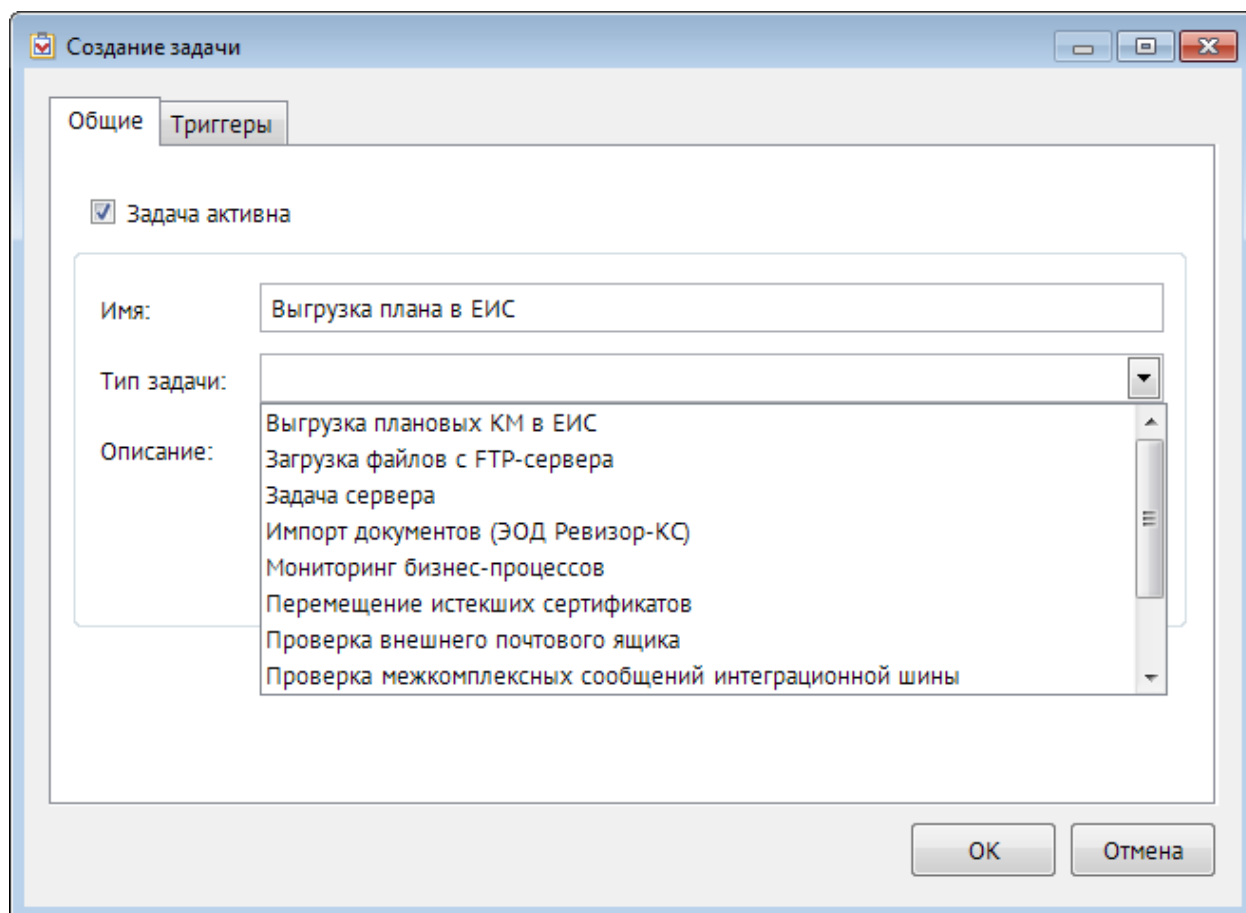 Создание задачи
Общие
Триггеры
Задача активна
Имя:
Выгрузка плана в ЕИС
Тип задачи:
Выгрузка плановых КМ в ЕИС
Описание:
Загрузка файлов с FTP-сервера
Задача сервера
Импорт документов (ЭОД Ревизор-КС)
Мониторинг бизнес-процессов
Перемещение истекших сертификатов
Проверка внешнего почтового ящика
Проверка межкомплексных сообщений интеграционной шины
ОК
Отмена